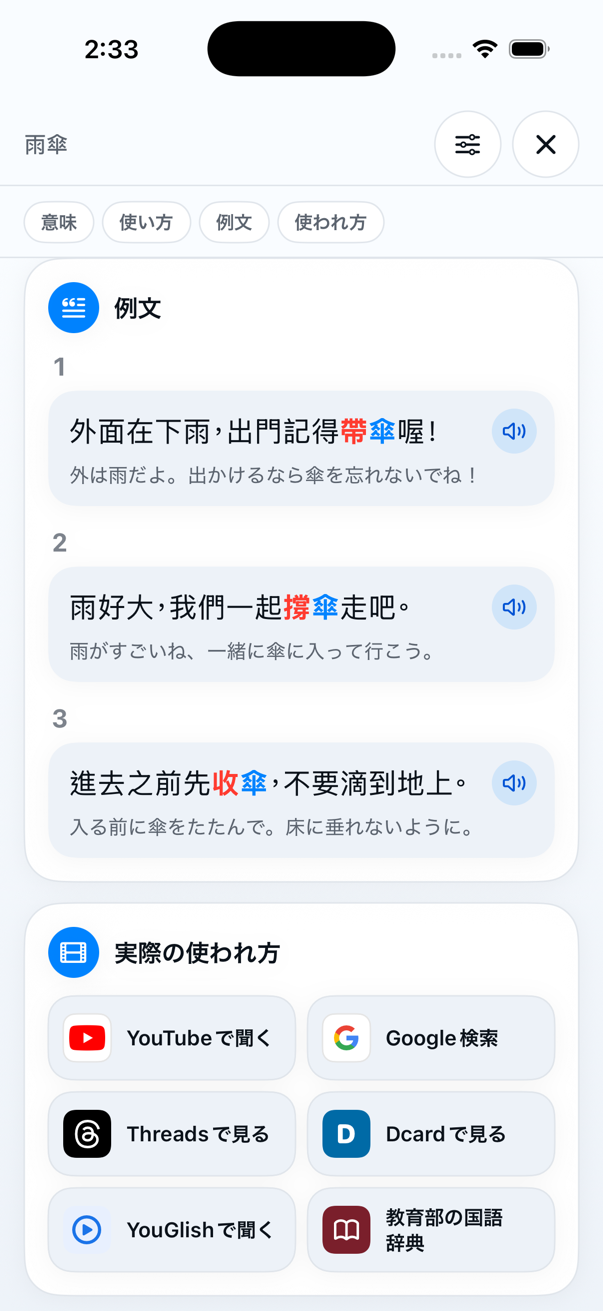 2:33
雨傘
意味
使い方
例文
使われ方
例文
1
外面在下雨，出門記得帶傘喔！
外は雨だよ。出かけるなら傘を忘れないでね！
2
雨好大，我們一起撐傘走吧。
雨がすごいね、一緒に傘に入って行こう。
3
進去之前先收傘，不要滴到地上。
入る前に傘をたたんで。床に垂れないように。
実際の使われ方
YouTubeで聞く
Google検索
Threadsで見る
D
Dcardで見る
YouGlishで聞く
教育部の国語
辞典